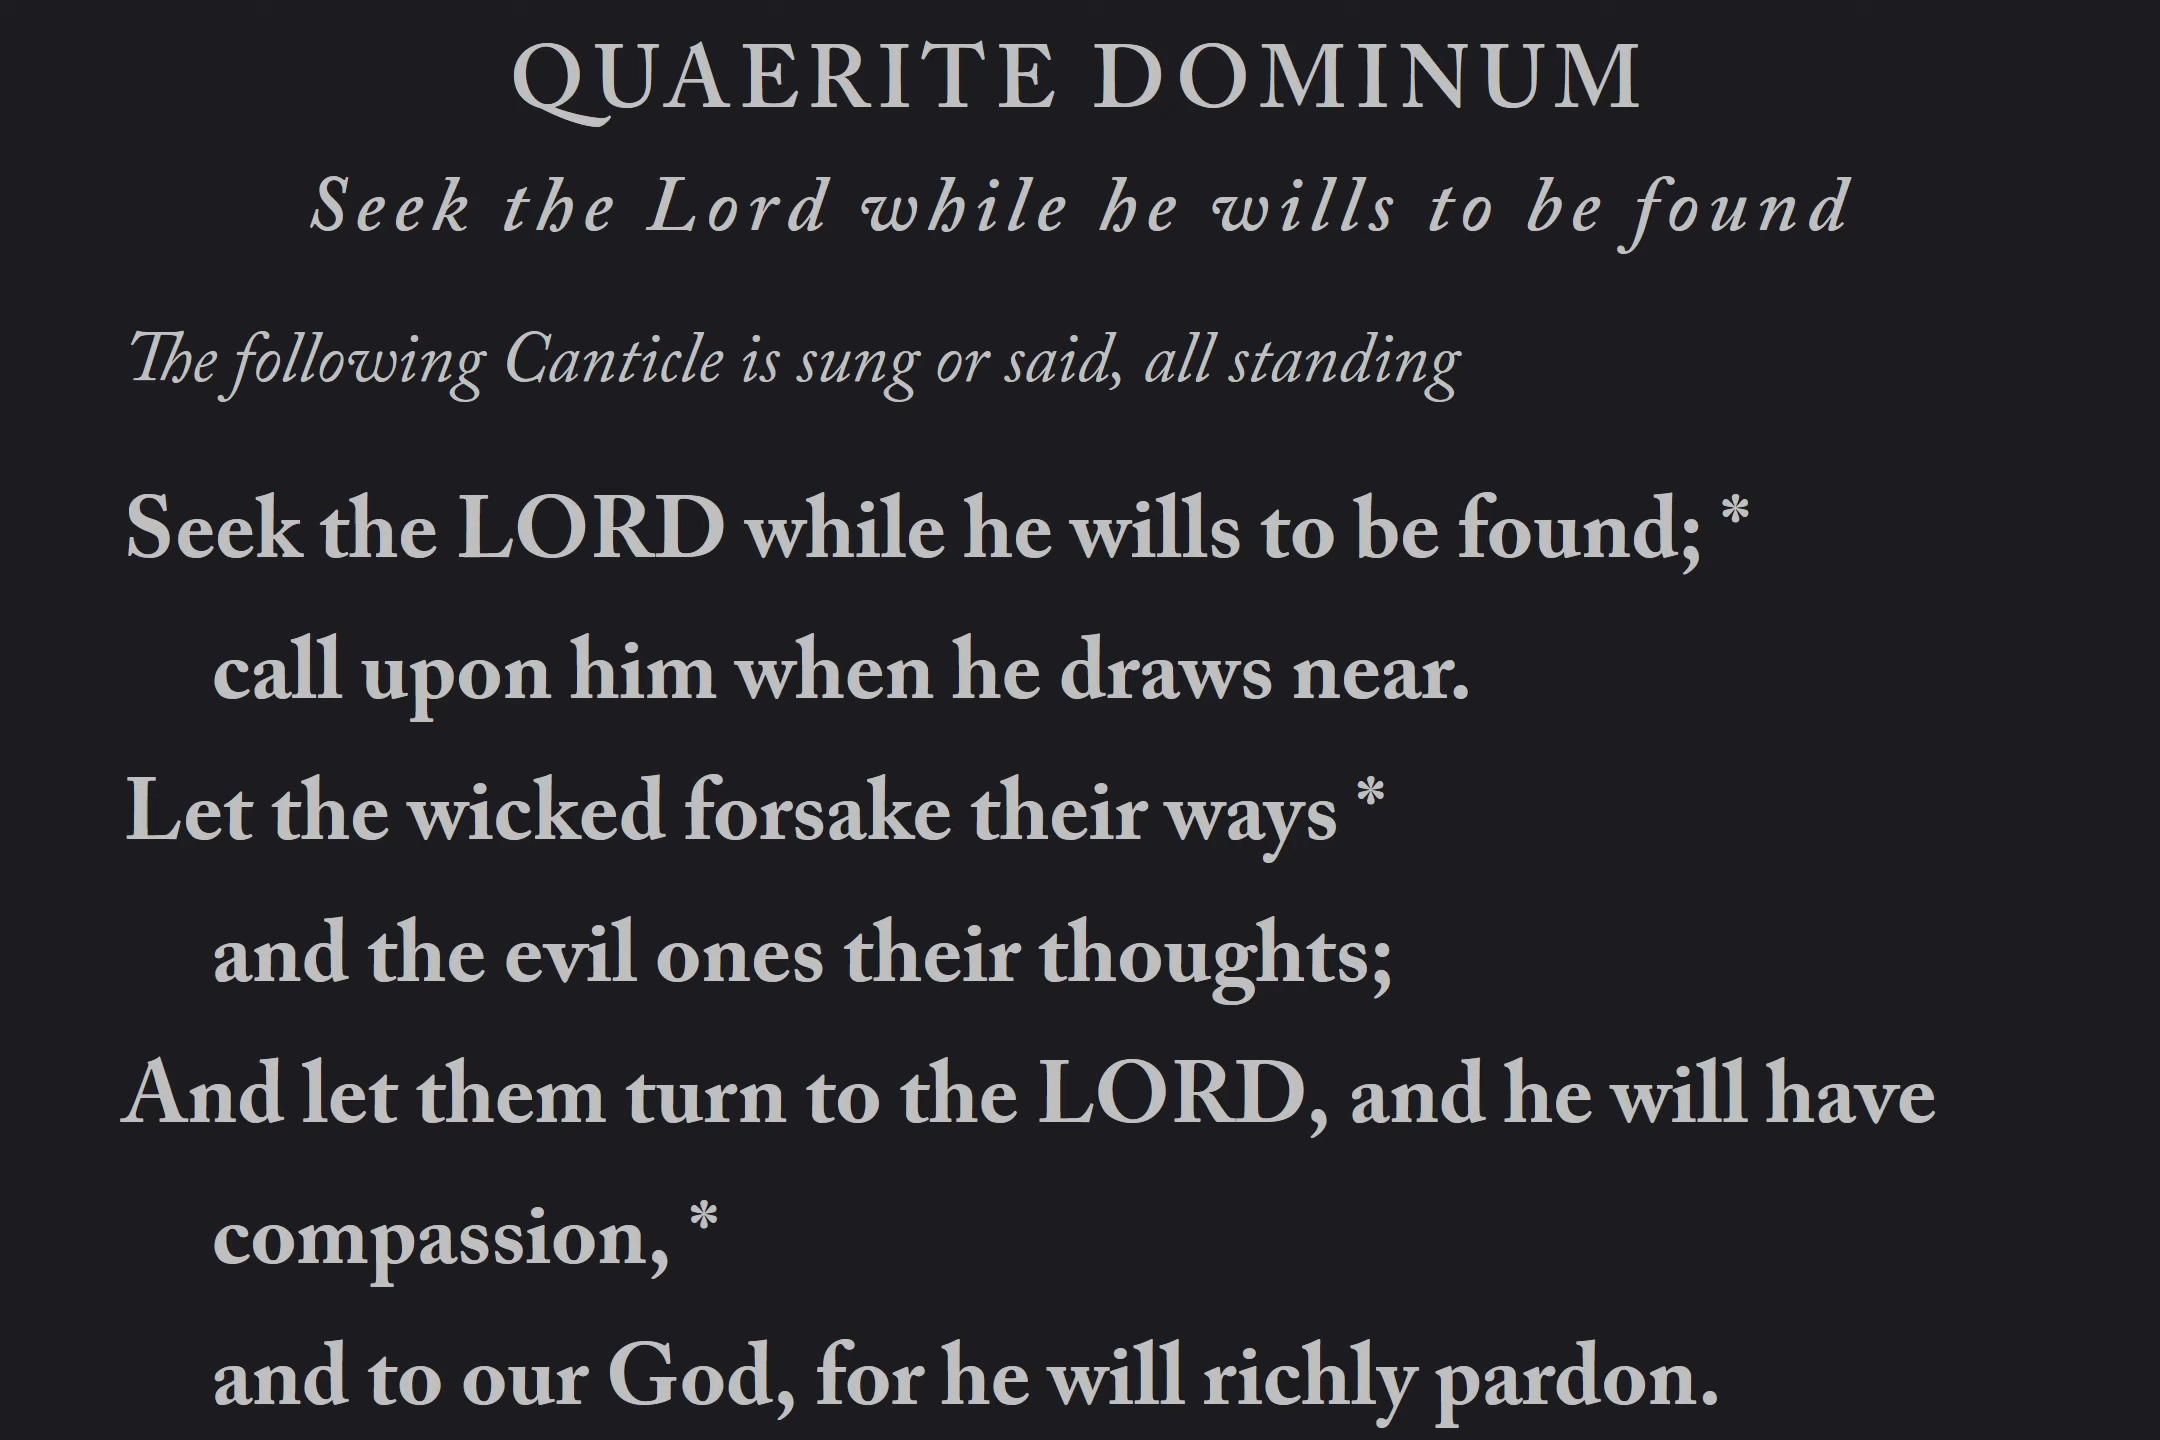 QUAERITE DOMINUM
Seek the Lord while he wills to be found
The following Canticle is sung or said, all standing
Seek the LORD while he wills to be found; *
call upon him when he draws near.
Let the wicked forsake their ways *
and the evil ones their thoughts;
And let them turn to the LORD, and he will have
compassion, *
and to our God, for he will richly pardon.